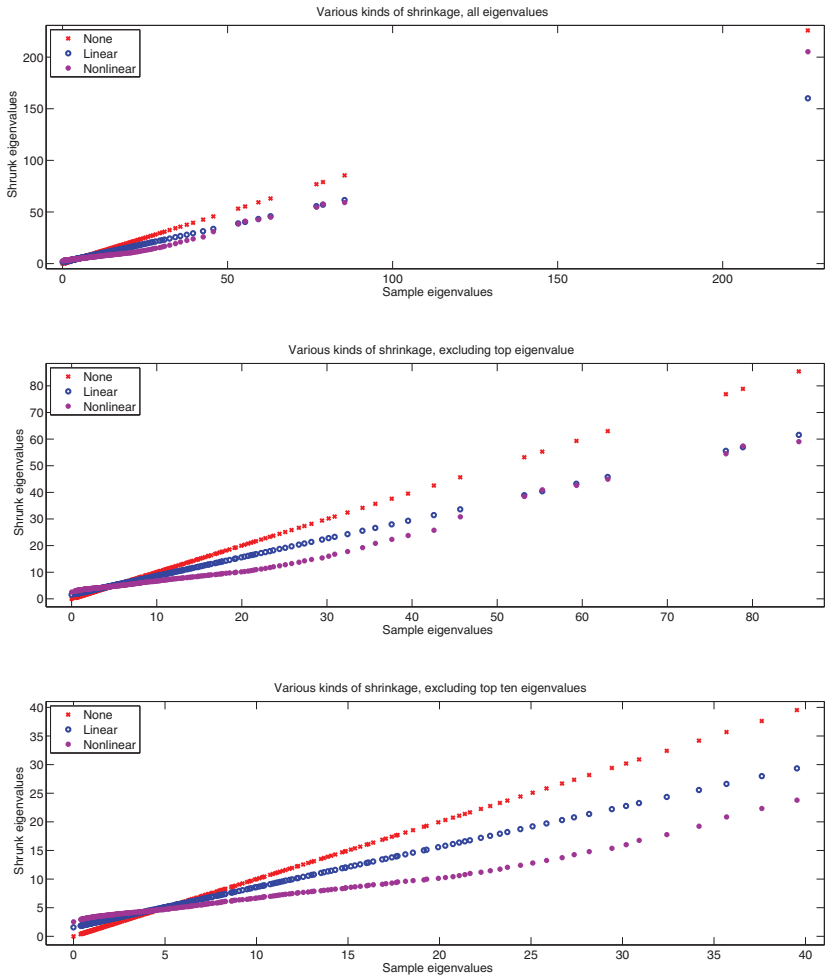 Various kinds of shrinkage, all eigenvalues
None
Linear
Nonlinear
Shrunk eigenvalues
200
150
100
50
0
0 50 100 150 200
Sample eigenvalues
Various kinds of shrinkage, excluding top eigenvalue
None
Linear
Nonlinear
Shrunk eigenvalues
80
70
60
50
40
30
20
10
0
0 10 20 30 40 50 60 70 80
Sample eigenvalues
Various kinds of shrinkage, excluding top ten eigenvalues
None
Linear
Nonlinear
Shrunk eigenvalues
40
35
30
25
20
15
10
5
0
0 5 10 15 20 25 30 35 40
Sample eigenvalues